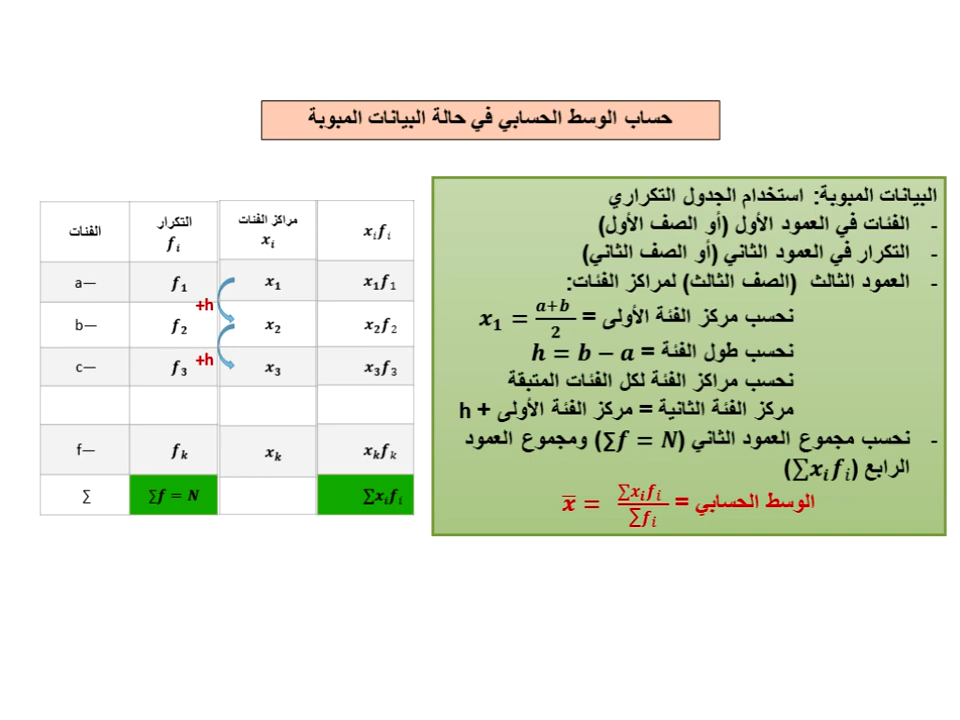 حساب الوسط الحسابي في حالة البيانات المبوبة
البيانات المبوبة: استخدام الجدول التكراري
- الفئات في العمود الأول (أو الصف الأول)
- التكرار في العمود الثاني (أو الصف الثاني)
- العمود الثالث (الصف الثالث) لمراكز الفئات:
نحسب مركز الفئة الأولى = x₁ = (a+b)/2
نحسب طول الفئة = h = b − a
نحسب مراكز الفئة لكل الفئات المتبقة
مركز الفئة الثانية = مركز الفئة الأولى + h
- نحسب مجموع العمود الثاني (∑f = N) ومجموع العمود
الرابع (∑xᵢfᵢ)
الوسط الحسابي = x̅ = ∑xᵢfᵢ / ∑fᵢ
الفئات التكرار fᵢ مراكز الفئات xᵢ xᵢfᵢ
a— f₁ x₁ x₁f₁
+h
b— f₂ x₂ x₂f₂
+h
c— f₃ x₃ x₃f₃
f— fₖ xₖ xₖfₖ
∑ ∑f = N ∑xᵢfᵢ